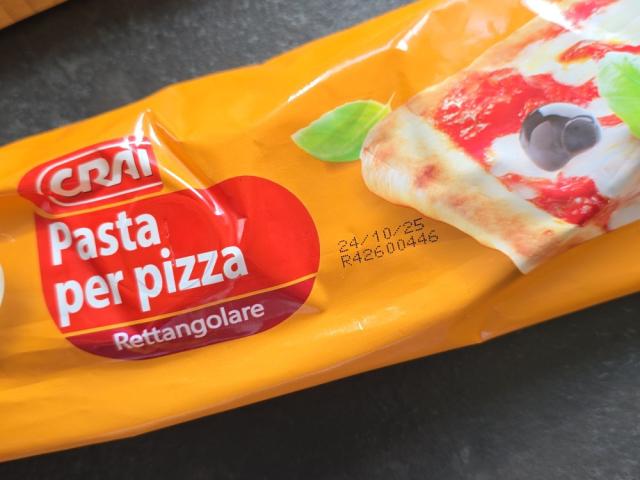 CRAI
Pasta
per pizza
Rettangolare
24/10/25
R42600446